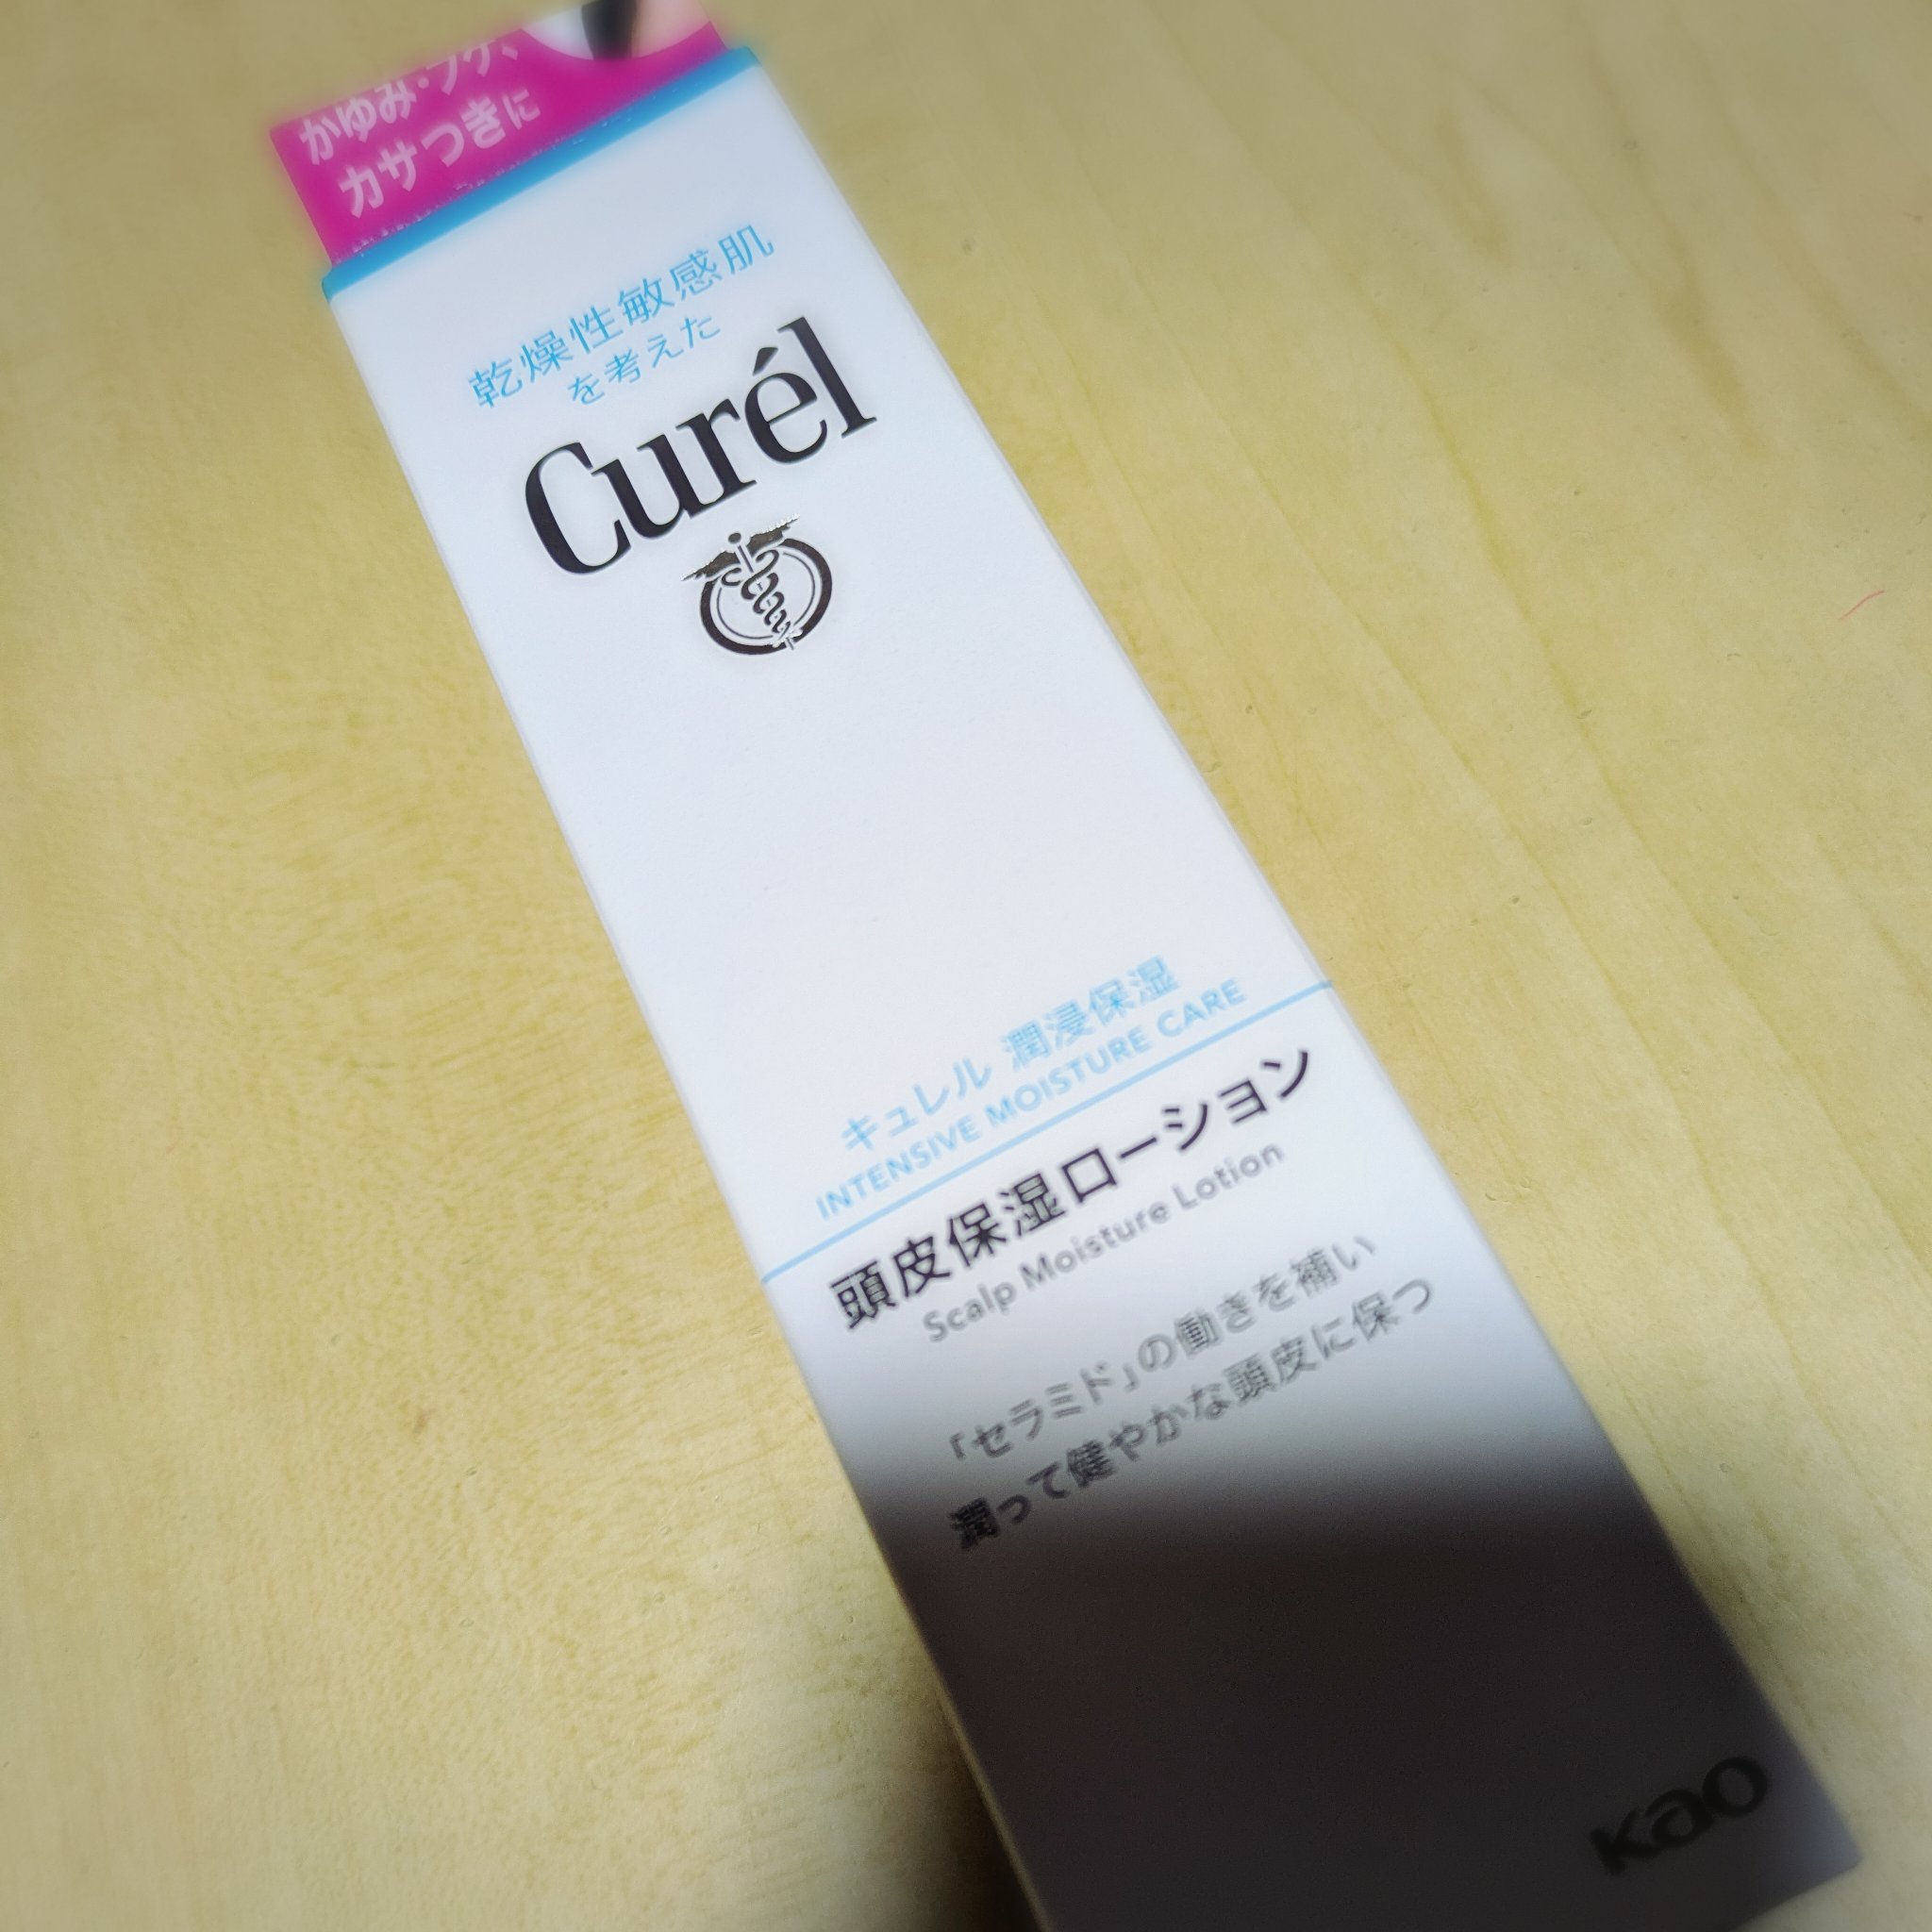 かゆみ・フケ、
カサつきに
乾燥性敏感肌
を考えた
Curél
キュレル 潤浸保湿
INTENSIVE MOISTURE CARE
頭皮保湿ローション
Scalp Moisture Lotion
「セラミド」の働きを補い
潤って健やかな頭皮に保つ
kao